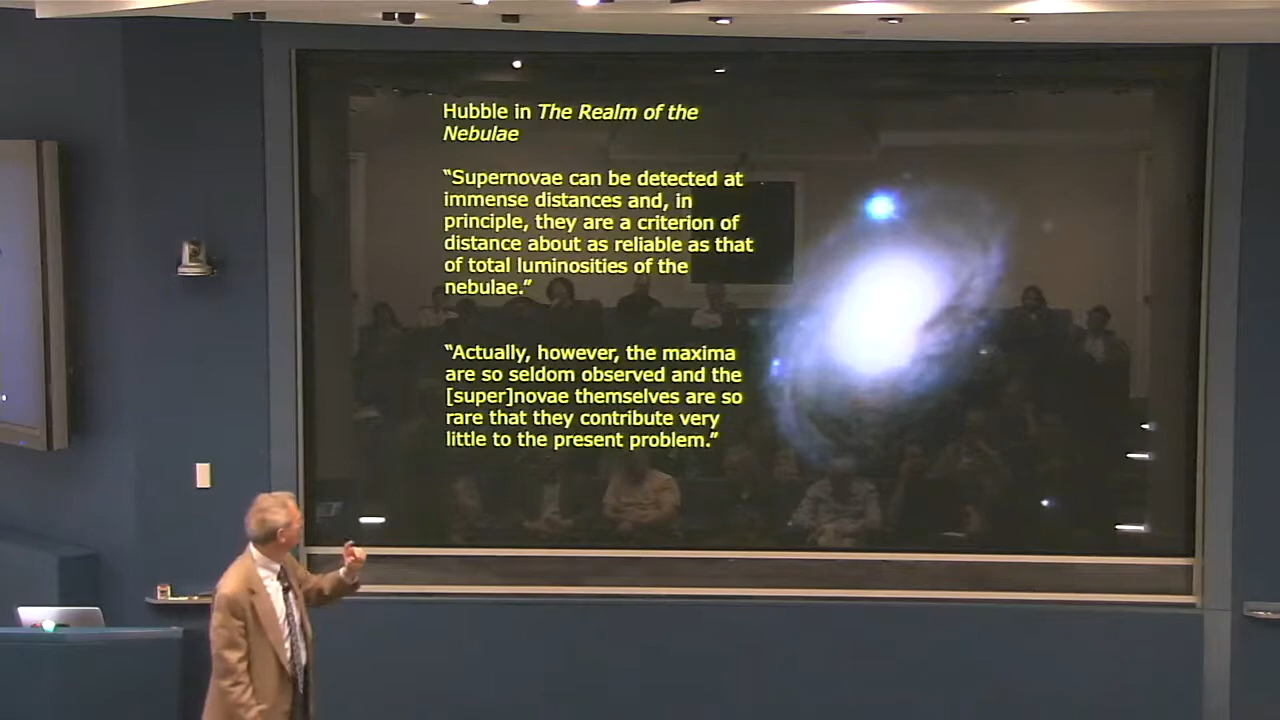 Hubble in The Realm of the
Nebulae
“Supernovae can be detected at
immense distances and, in
principle, they are a criterion of
distance about as reliable as that
of total luminosities of the
nebulae.”
“Actually, however, the maxima
are so seldom observed and the
[super]novae themselves are so
rare that they contribute very
little to the present problem.”